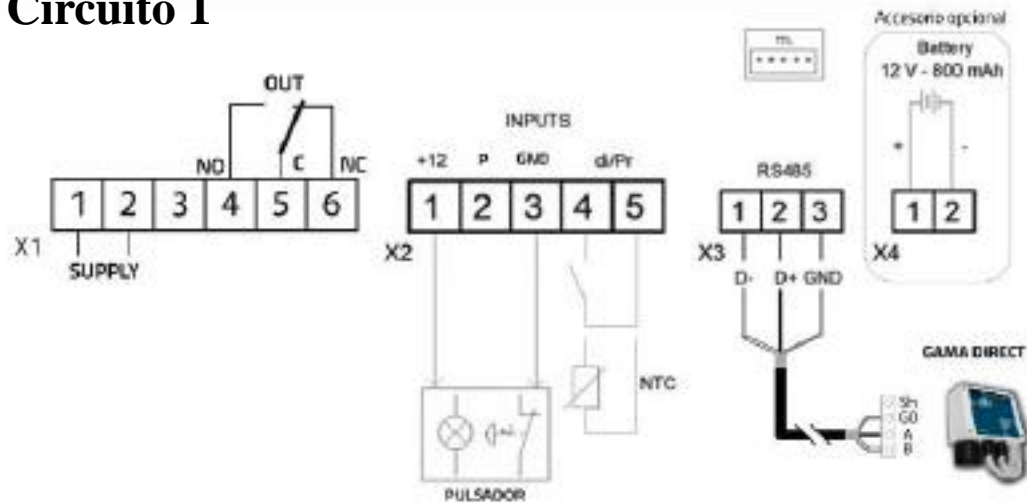 Circuito 1
Accesorio opcional
Battery
12 V - 800 mAh
+ -
1 2
X4
TTL
OUT
NO C NC
1 2 3 4 5 6
X1
SUPPLY
INPUTS
+12 P GND di/Pr
1 2 3 4 5
X2
NTC
PULSADOR
RS485
1 2 3
X3
D- D+ GND
GAMA DIRECT
SH
GD
A
B